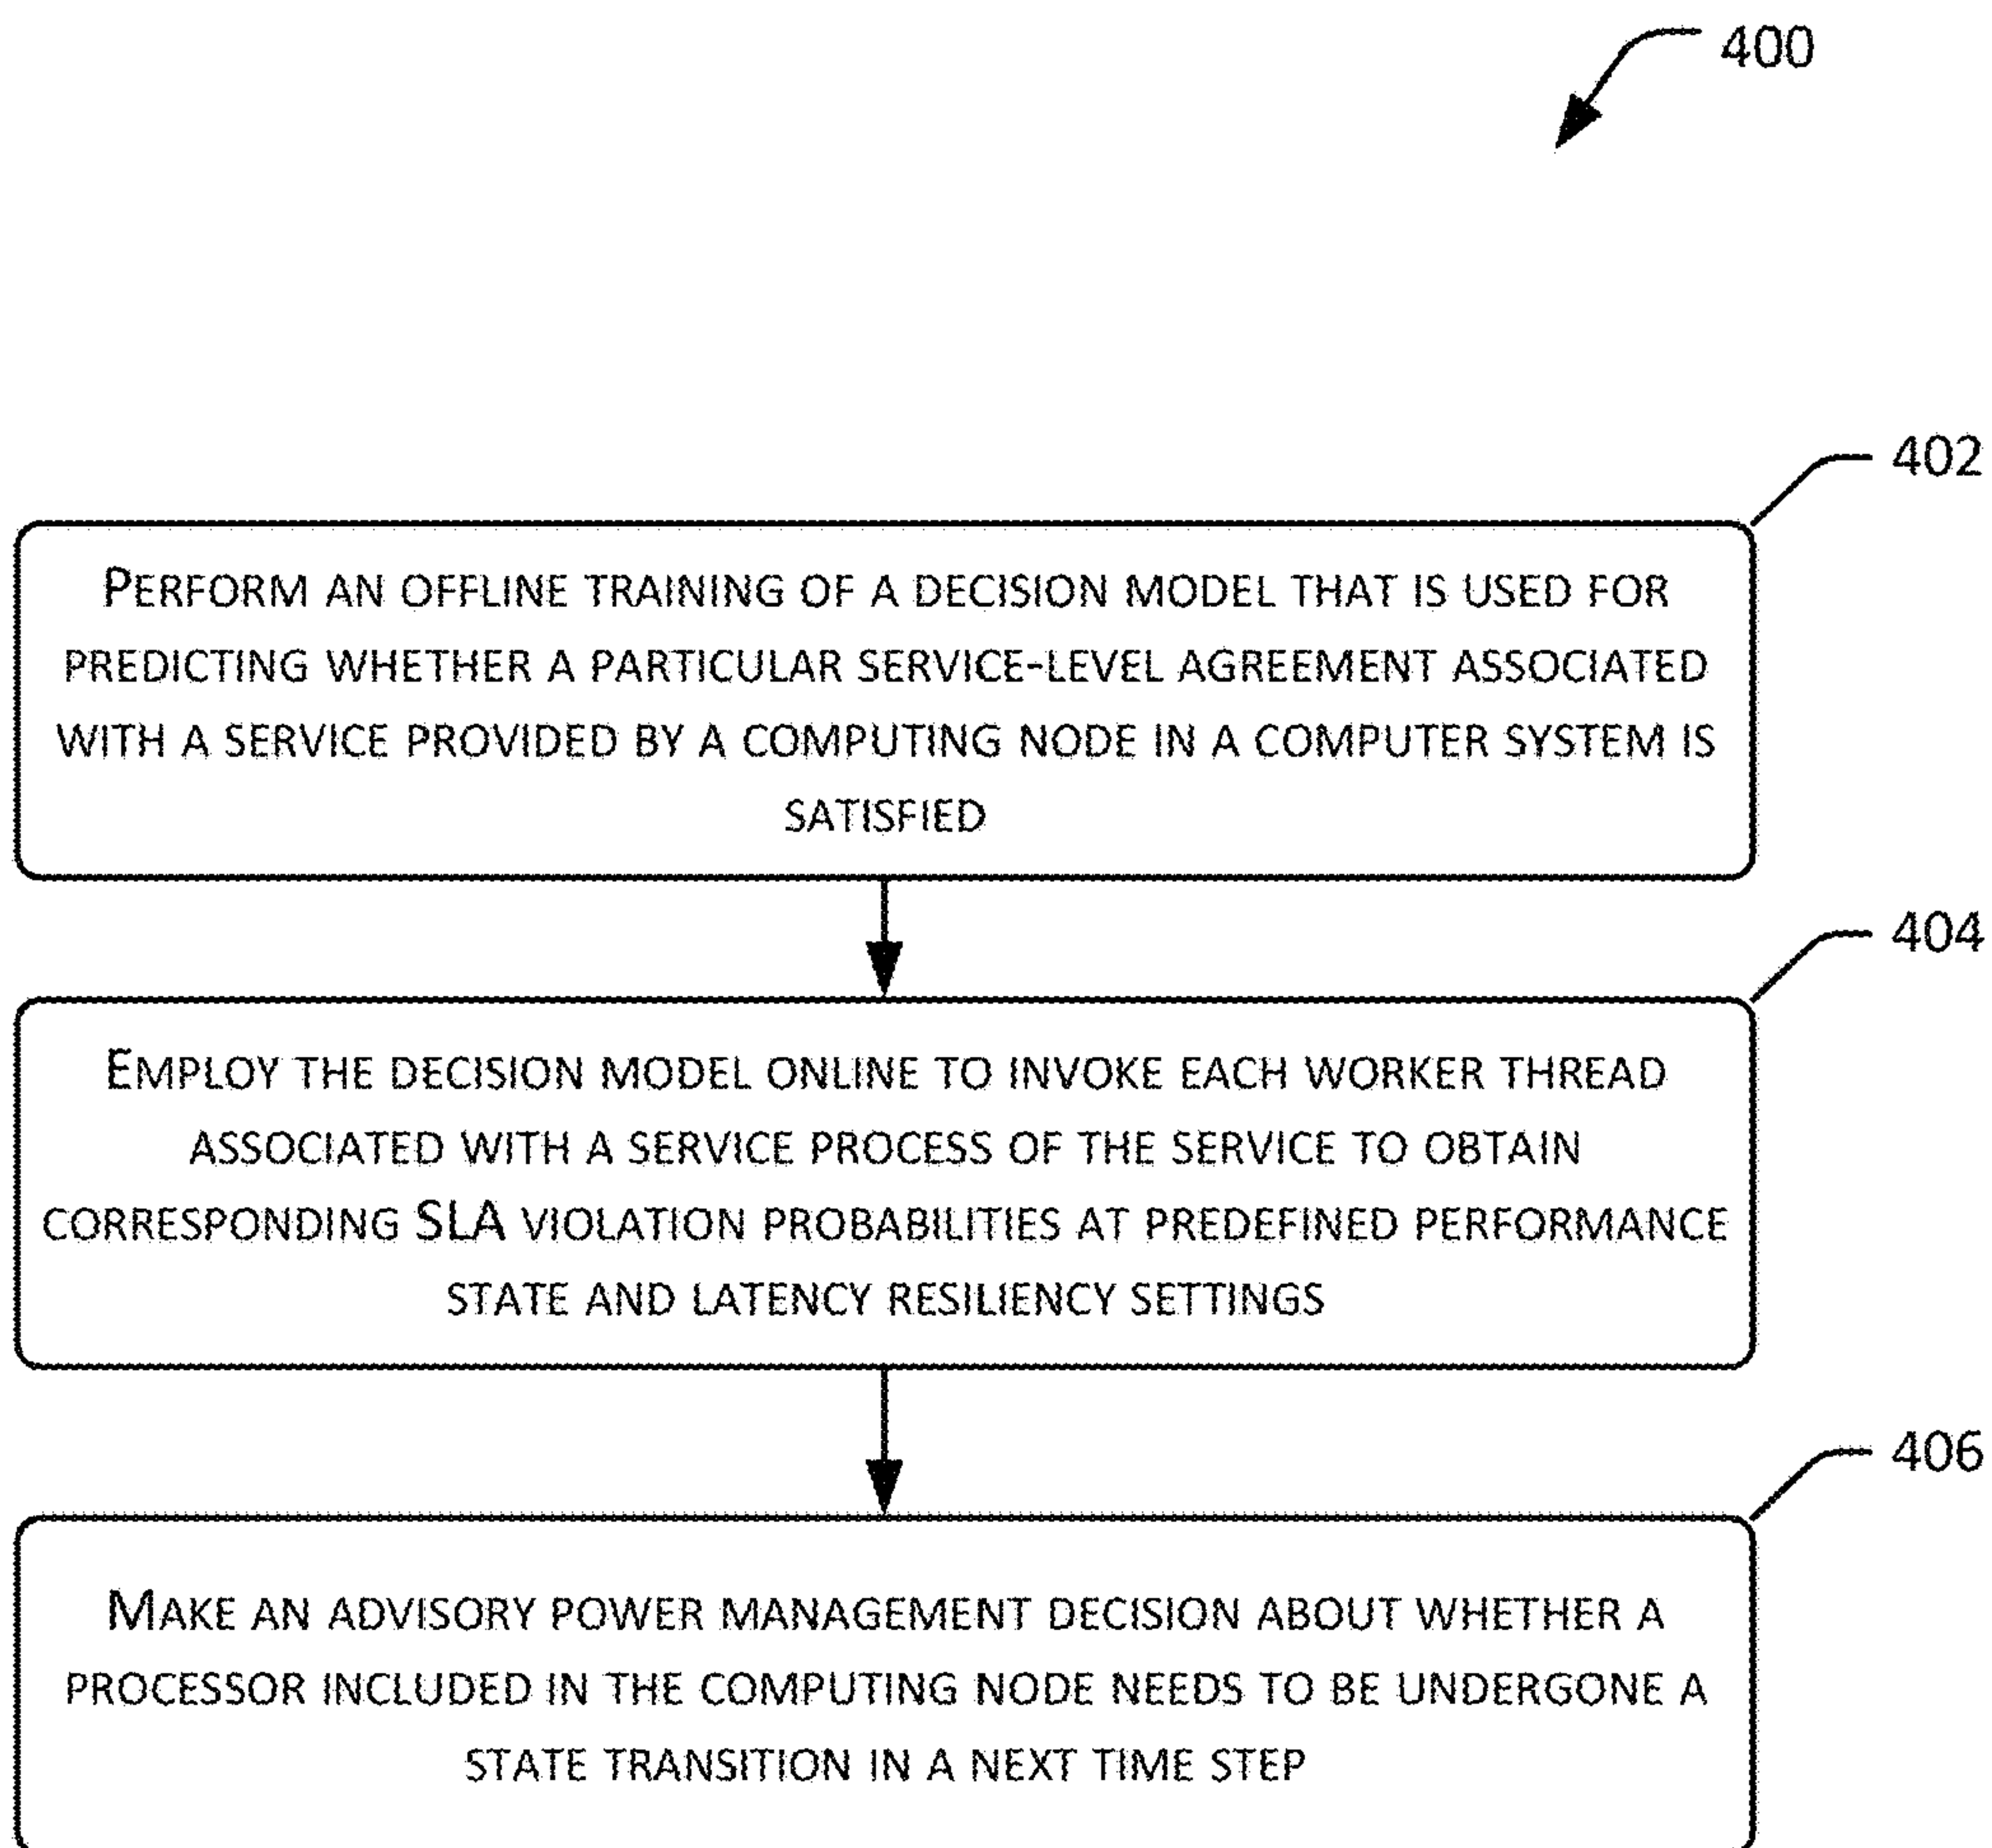 400
402
PERFORM AN OFFLINE TRAINING OF A DECISION MODEL THAT IS USED FOR
PREDICTING WHETHER A PARTICULAR SERVICE-LEVEL AGREEMENT ASSOCIATED
WITH A SERVICE PROVIDED BY A COMPUTING NODE IN A COMPUTER SYSTEM IS
SATISFIED
404
EMPLOY THE DECISION MODEL ONLINE TO INVOKE EACH WORKER THREAD
ASSOCIATED WITH A SERVICE PROCESS OF THE SERVICE TO OBTAIN
CORRESPONDING SLA VIOLATION PROBABILITIES AT PREDEFINED PERFORMANCE
STATE AND LATENCY RESILIENCY SETTINGS
406
MAKE AN ADVISORY POWER MANAGEMENT DECISION ABOUT WHETHER A
PROCESSOR INCLUDED IN THE COMPUTING NODE NEEDS TO BE UNDERGONE A
STATE TRANSITION IN A NEXT TIME STEP